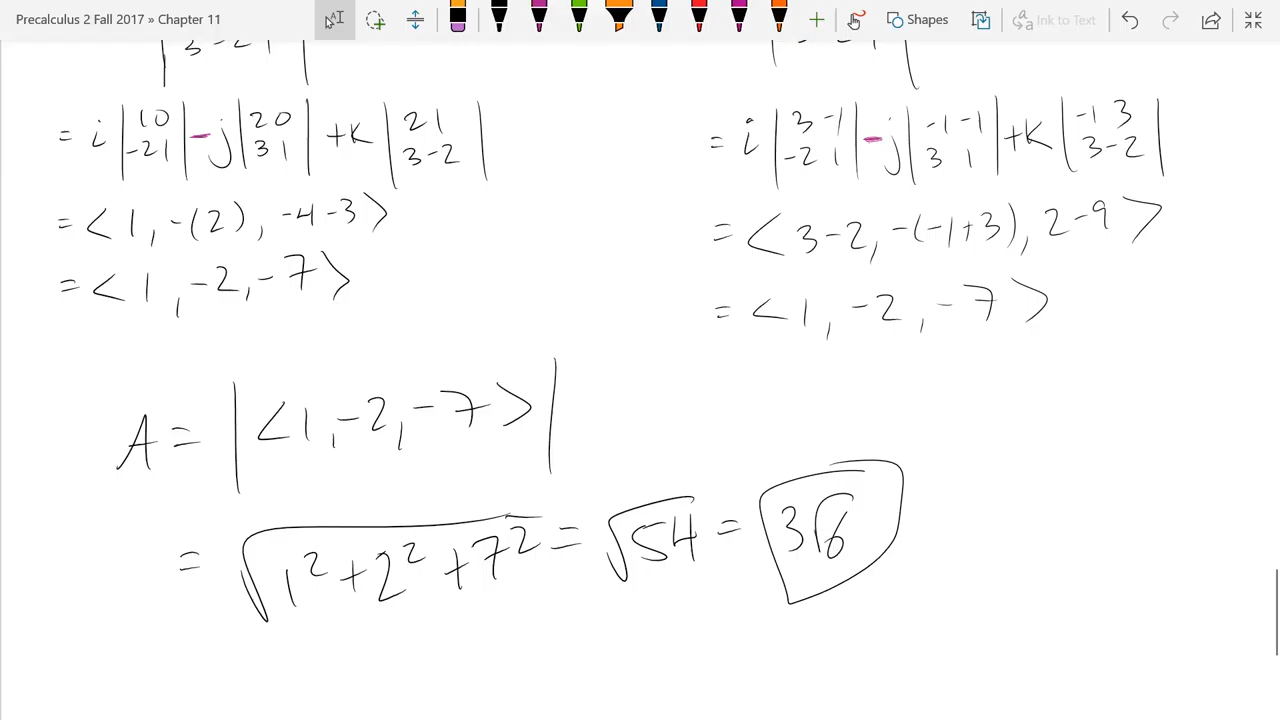 Precalculus 2 Fall 2017 » Chapter 11
Shapes
Ink to Text
= i |1 0 -2 1| - j |2 0 3 1| + k |2 1 3 -2|
= <1, -(2), -4-3>
= <1, -2, -7>
= i |3 -1 -2 1| - j |-1 -1 3 1| + k |-1 3 3 -2|
= <3-2, -(-1+3), 2-9>
= <1, -2, -7>
A = |<1, -2, -7>|
= √(1² + 2² + 7²) = √54 = 3√6